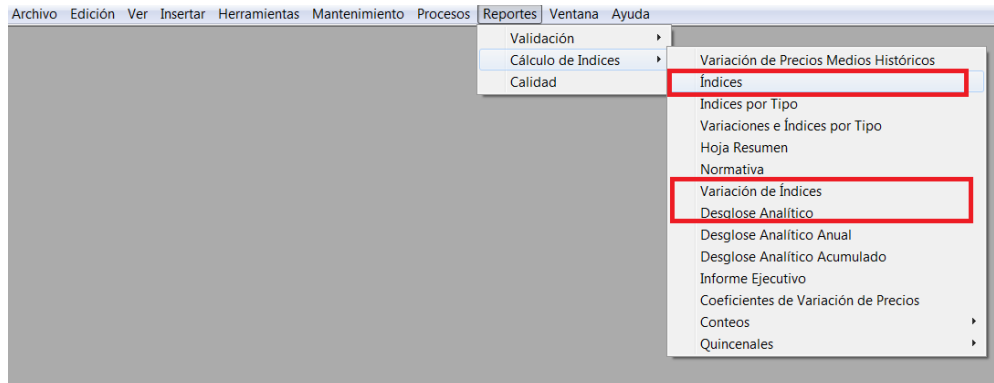 Archivo Edición Ver Insertar Herramientas Mantenimiento Procesos Reportes Ventana Ayuda
Validación
Cálculo de Indices
Calidad
Variación de Precios Medios Históricos
Índices
Indices por Tipo
Variaciones e Índices por Tipo
Hoja Resumen
Normativa
Variación de Índices
Desglose Analítico
Desglose Analítico Anual
Desglose Analítico Acumulado
Informe Ejecutivo
Coeficientes de Variación de Precios
Conteos
Quincenales